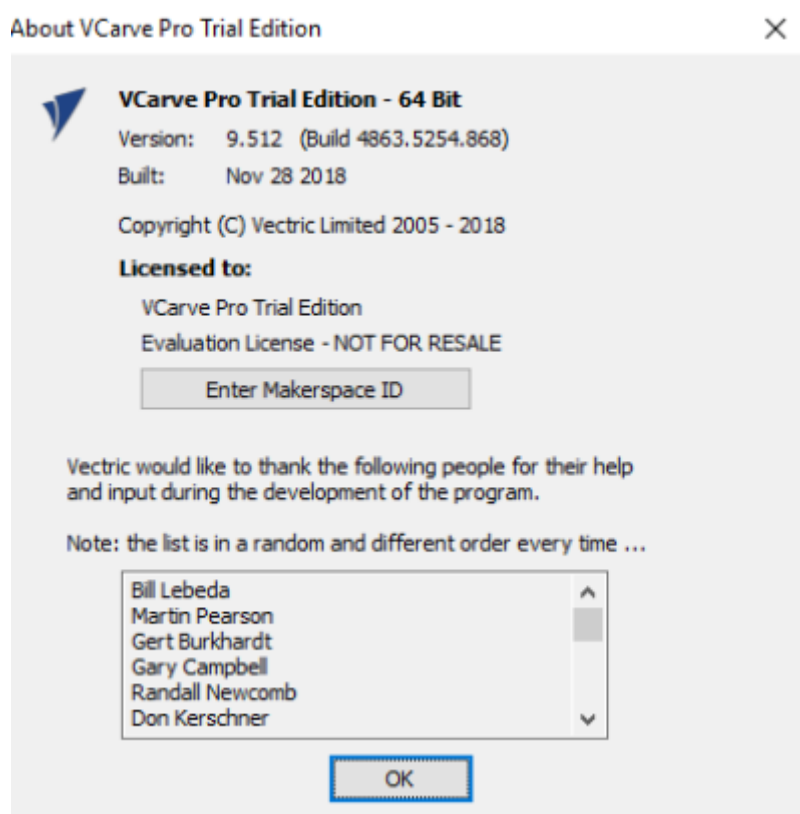 About VCarve Pro Trial Edition
VCarve Pro Trial Edition - 64 Bit
Version: 9.512 (Build 4863.5254.868)
Built: Nov 28 2018
Copyright (C) Vectric Limited 2005 - 2018
Licensed to:
VCarve Pro Trial Edition
Evaluation License - NOT FOR RESALE
Enter Makerspace ID
Vectric would like to thank the following people for their help
and input during the development of the program.
Note: the list is in a random and different order every time ...
Bill Lebeda
Martin Pearson
Gert Burkhardt
Gary Campbell
Randall Newcomb
Don Kerschner
OK